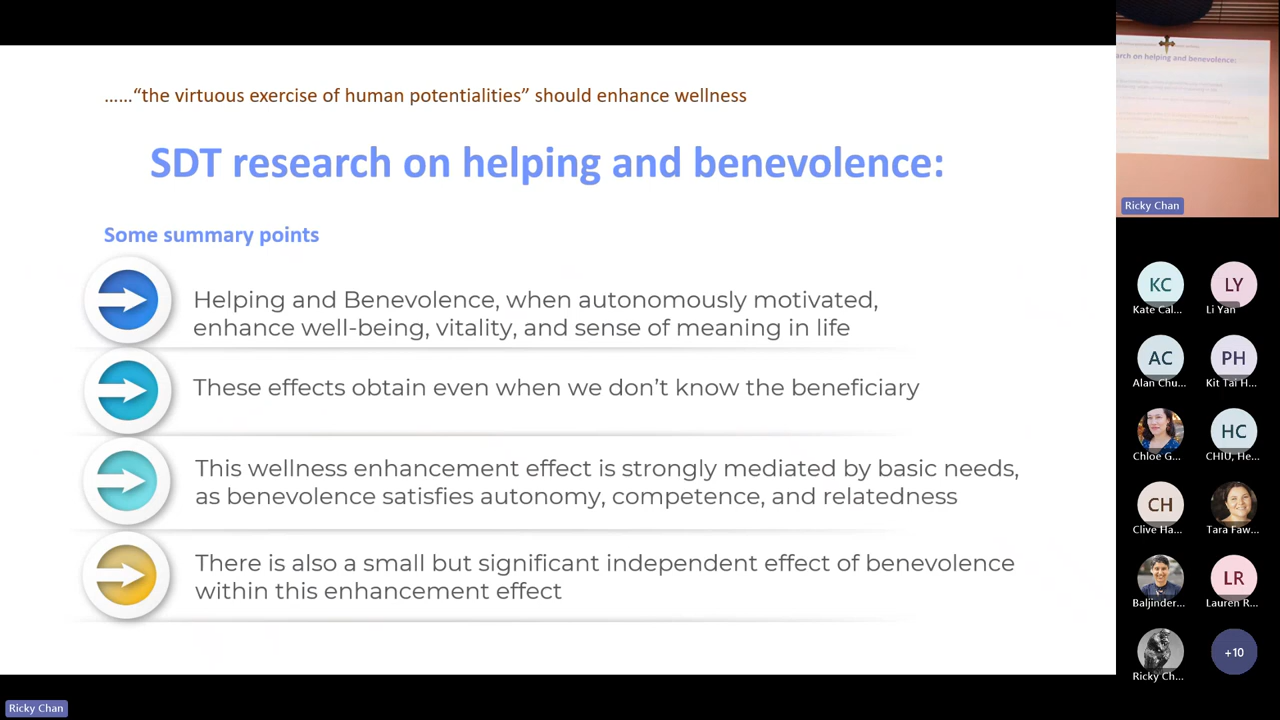 ……“the virtuous exercise of human potentialities” should enhance wellness
SDT research on helping and benevolence:
Some summary points
Helping and Benevolence, when autonomously motivated,
enhance well-being, vitality, and sense of meaning in life
These effects obtain even when we don’t know the beneficiary
This wellness enhancement effect is strongly mediated by basic needs,
as benevolence satisfies autonomy, competence, and relatedness
There is also a small but significant independent effect of benevolence
within this enhancement effect
Ricky Chan
arch on helping and benevolence:
Ricky Chan
KC
LY
Kate Cal...
Li Yan
AC
PH
Alan Chu...
Kit Tai H...
HC
Chloe G...
CHIU, He...
CH
Clive Ha...
Tara Faw...
LR
Baljinder...
Lauren R...
+10
Ricky Ch...